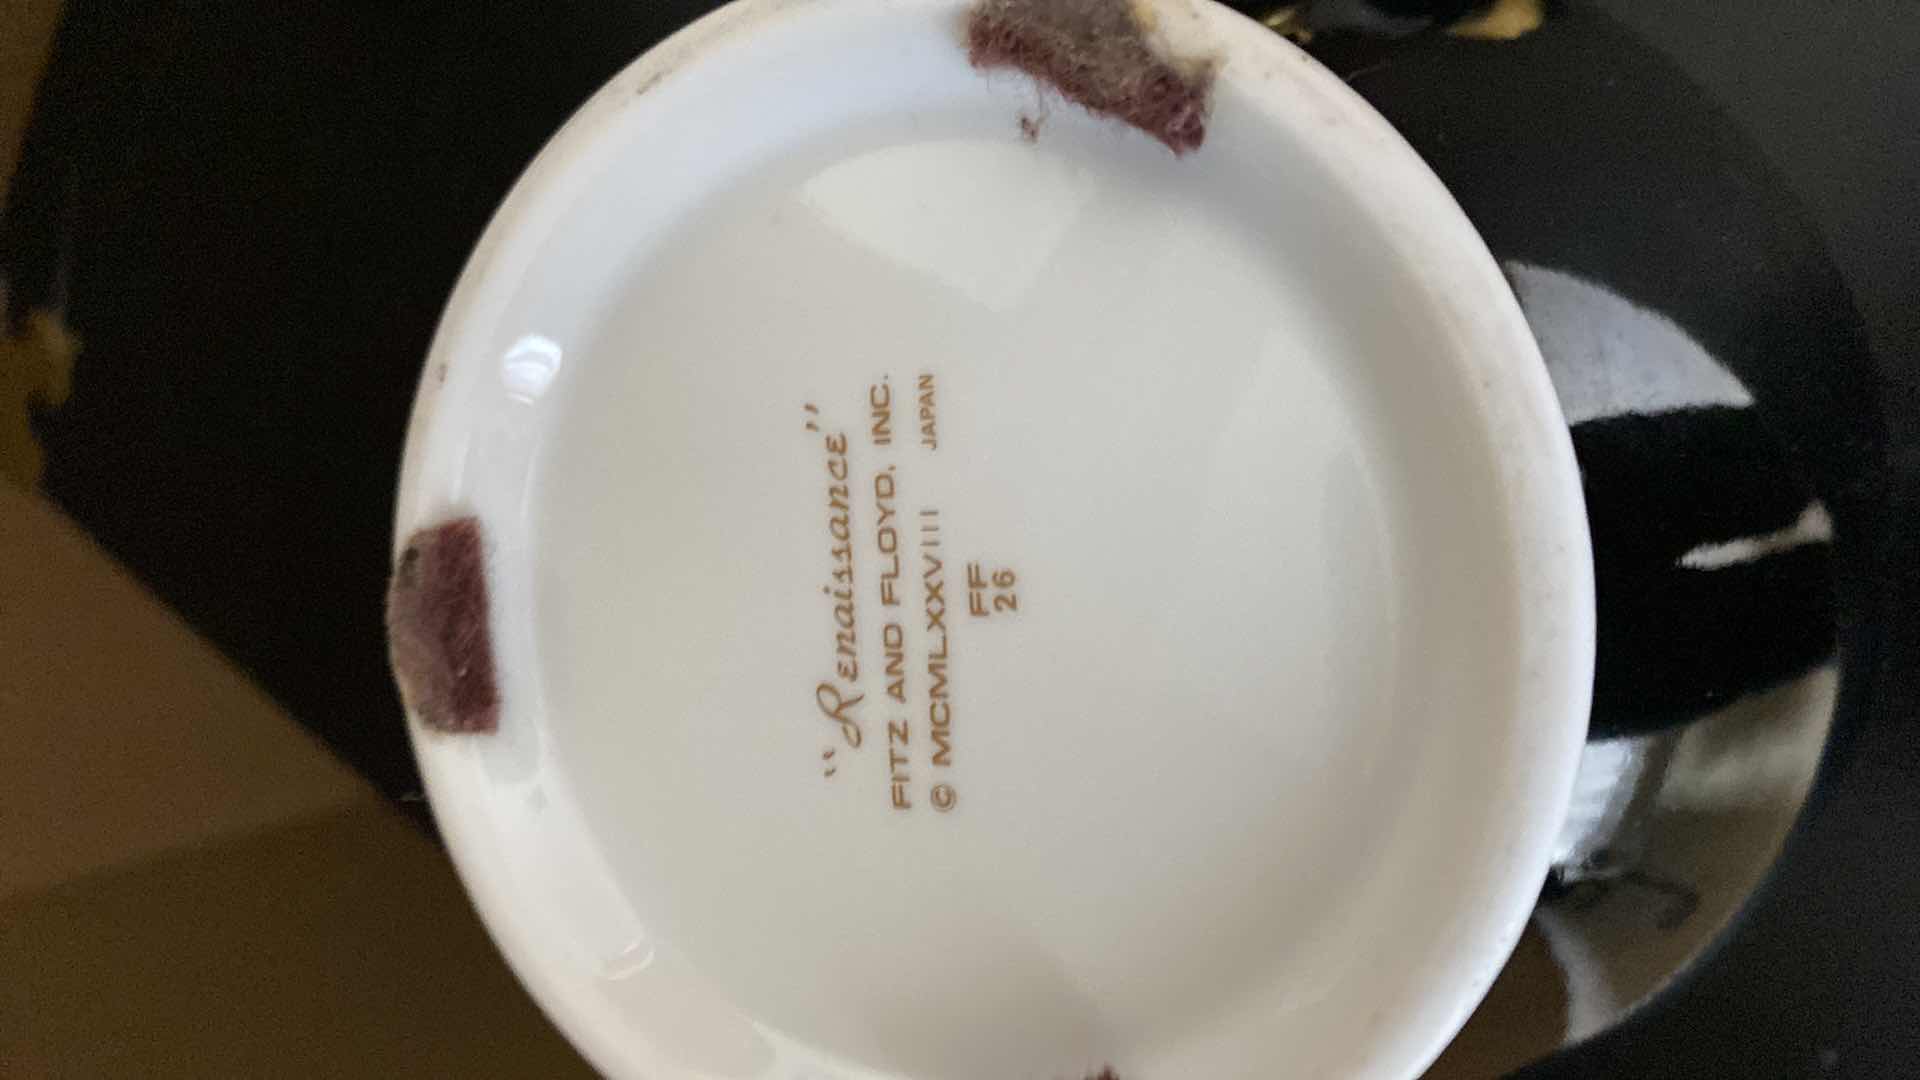 "Renaissance"
FITZ AND FLOYD, INC.
© MCMLXXVIII JAPAN
FF
26